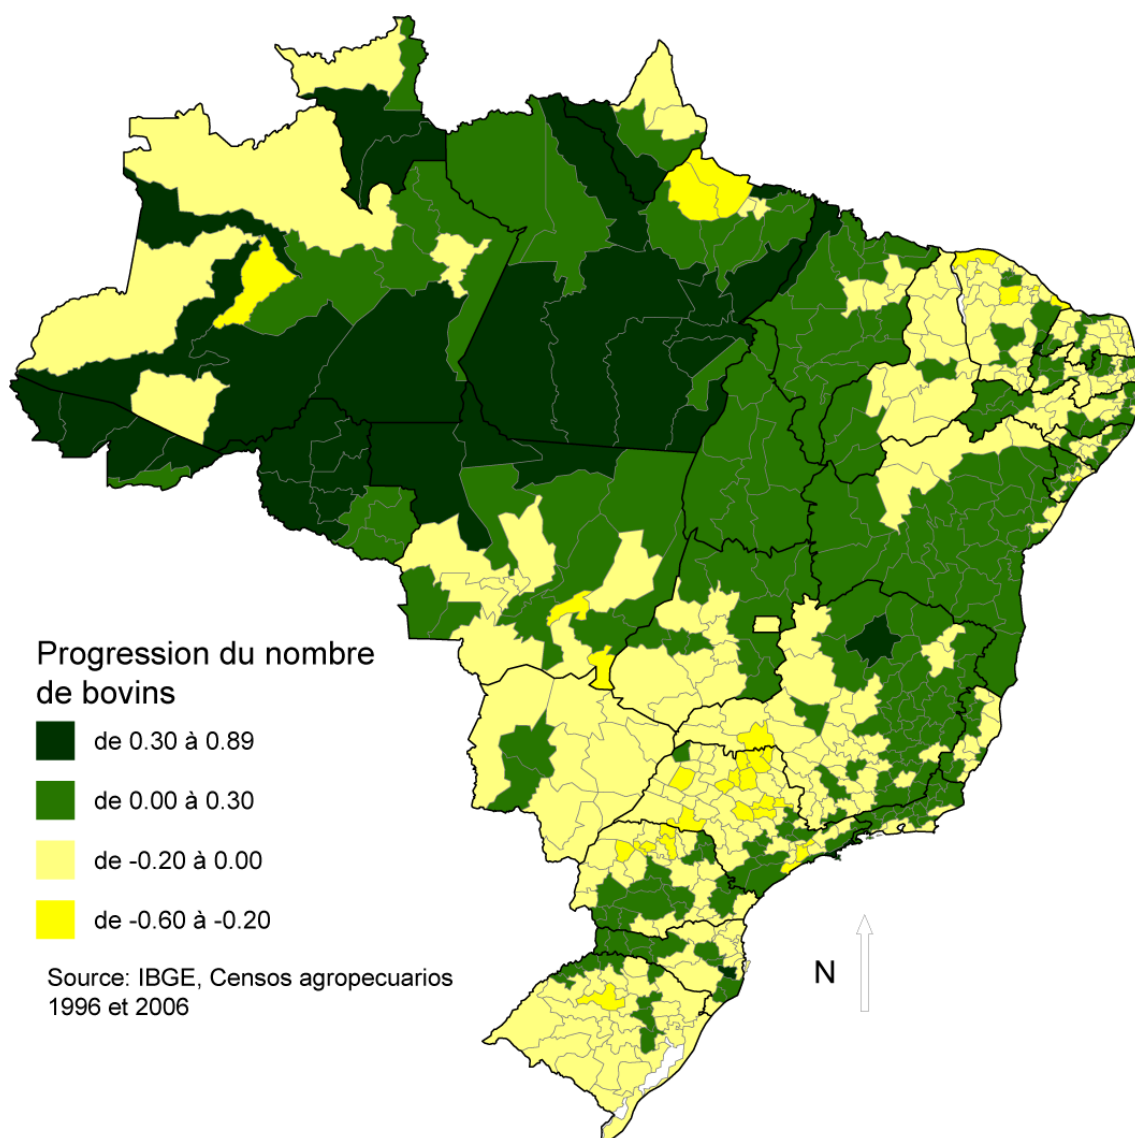 Progression du nombre
de bovins
de 0.30 à 0.89
de 0.00 à 0.30
de -0.20 à 0.00
de -0.60 à -0.20
Source: IBGE, Censos agropecuarios
1996 et 2006
N